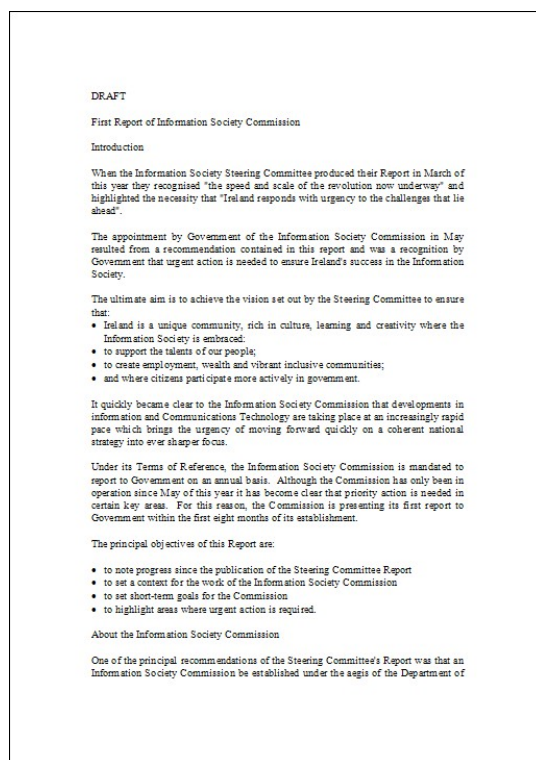 DRAFT
First Report of Information Society Commission
Introduction
When the Information Society Steering Committee produced their Report in March of
this year they recognised "the speed and scale of the revolution now underway" and
highlighted the necessity that "Ireland responds with urgency to the challenges that lie
ahead".
The appointment by Government of the Information Society Commission in May
resulted from a recommendation contained in this report and was a recognition by
Government that urgent action is needed to ensure Ireland's success in the Information
Society.
The ultimate aim is to achieve the vision set out by the Steering Committee to ensure
that:
• Ireland is a unique community, rich in culture, learning and creativity where the
Information Society is embraced:
• to support the talents of our people;
• to create employment, wealth and vibrant inclusive communities;
• and where citizens participate more actively in government.
It quickly became clear to the Information Society Commission that developments in
information and Communications Technology are taking place at an increasingly rapid
pace which brings the urgency of moving forward quickly on a coherent national
strategy into ever sharper focus.
Under its Terms of Reference, the Information Society Commission is mandated to
report to Government on an annual basis.  Although the Commission has only been in
operation since May of this year it has become clear that priority action is needed in
certain key areas.  For this reason, the Commission is presenting its first report to
Government within the first eight months of its establishment.
The principal objectives of this Report are:
• to note progress since the publication of the Steering Committee Report
• to set a context for the work of the Information Society Commission
• to set short-term goals for the Commission
• to highlight areas where urgent action is required.
About the Information Society Commission
One of the principal recommendations of the Steering Committee's Report was that an
Information Society Commission be established under the aegis of the Department of